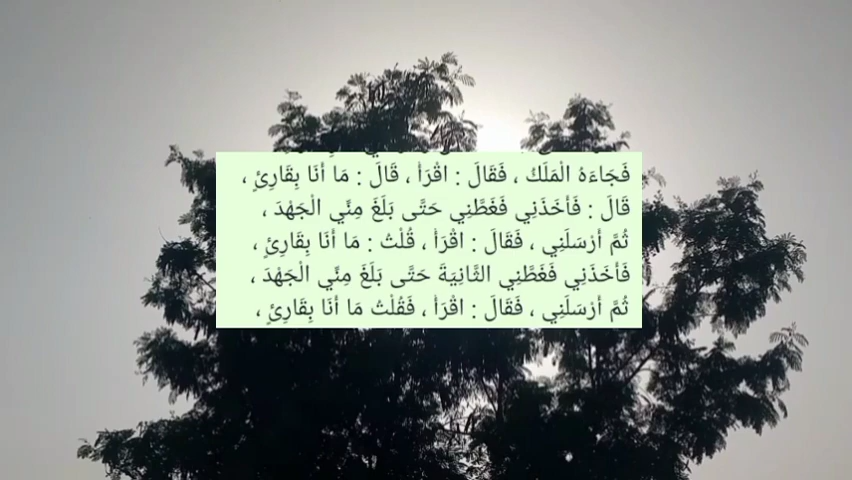 فَجَاءَهُ الْمَلَكُ ، فَقَالَ : اقْرَأْ ، قَالَ : مَا أَنَا بِقَارِئٍ ،
قَالَ : فَأَخَذَنِي فَغَطَّنِي حَتَّى بَلَغَ مِنِّي الْجَهْدَ ،
ثُمَّ أَرْسَلَنِي ، فَقَالَ : اقْرَأْ ، قُلْتُ : مَا أَنَا بِقَارِئٍ ،
فَأَخَذَنِي فَغَطَّنِي الثَّانِيَةَ حَتَّى بَلَغَ مِنِّي الْجَهْدَ ،
ثُمَّ أَرْسَلَنِي ، فَقَالَ : اقْرَأْ ، فَقُلْتُ مَا أَنَا بِقَارِئٍ ،